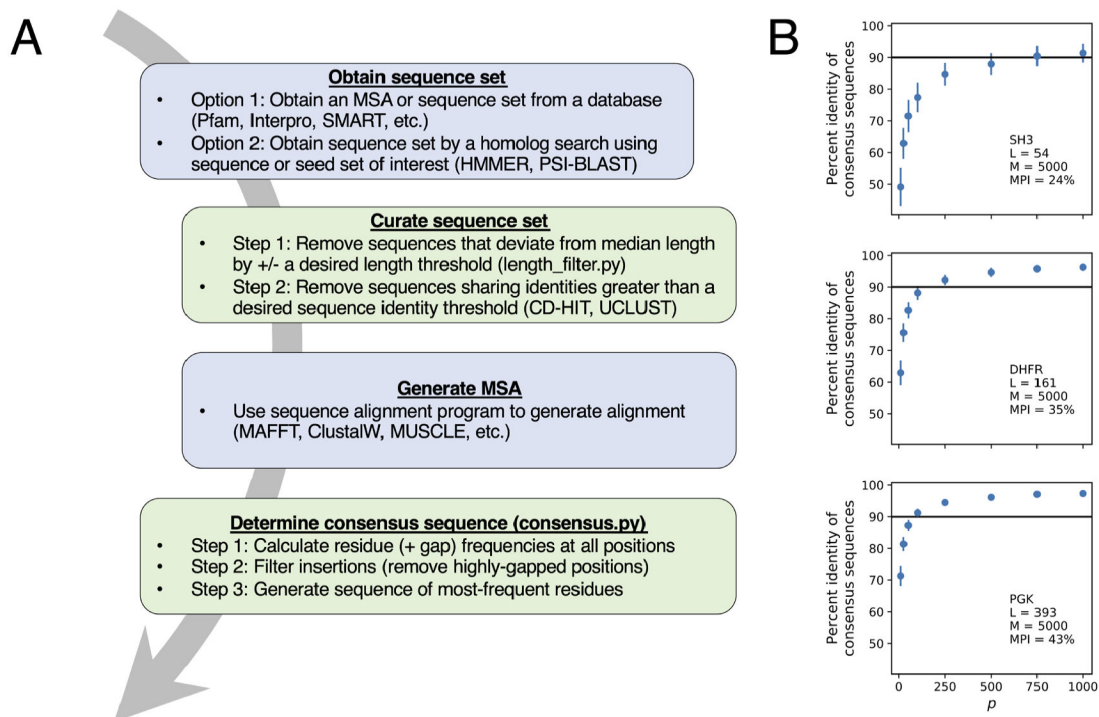 A
Obtain sequence set
• Option 1: Obtain an MSA or sequence set from a database
(Pfam, Interpro, SMART, etc.)
• Option 2: Obtain sequence set by a homolog search using
sequence or seed set of interest (HMMER, PSI-BLAST)
Curate sequence set
• Step 1: Remove sequences that deviate from median length
by +/- a desired length threshold (length_filter.py)
• Step 2: Remove sequences sharing identities greater than a
desired sequence identity threshold (CD-HIT, UCLUST)
Generate MSA
• Use sequence alignment program to generate alignment
(MAFFT, ClustalW, MUSCLE, etc.)
Determine consensus sequence (consensus.py)
• Step 1: Calculate residue (+ gap) frequencies at all positions
• Step 2: Filter insertions (remove highly-gapped positions)
• Step 3: Generate sequence of most-frequent residues
B
Percent identity of
consensus sequences
100
90
80
70
60
50
SH3
L = 54
M = 5000
MPI = 24%
Percent identity of
consensus sequences
100
90
80
70
60
50
DHFR
L = 161
M = 5000
MPI = 35%
Percent identity of
consensus sequences
100
90
80
70
60
50
PGK
L = 393
M = 5000
MPI = 43%
0 250 500 750 1000
p